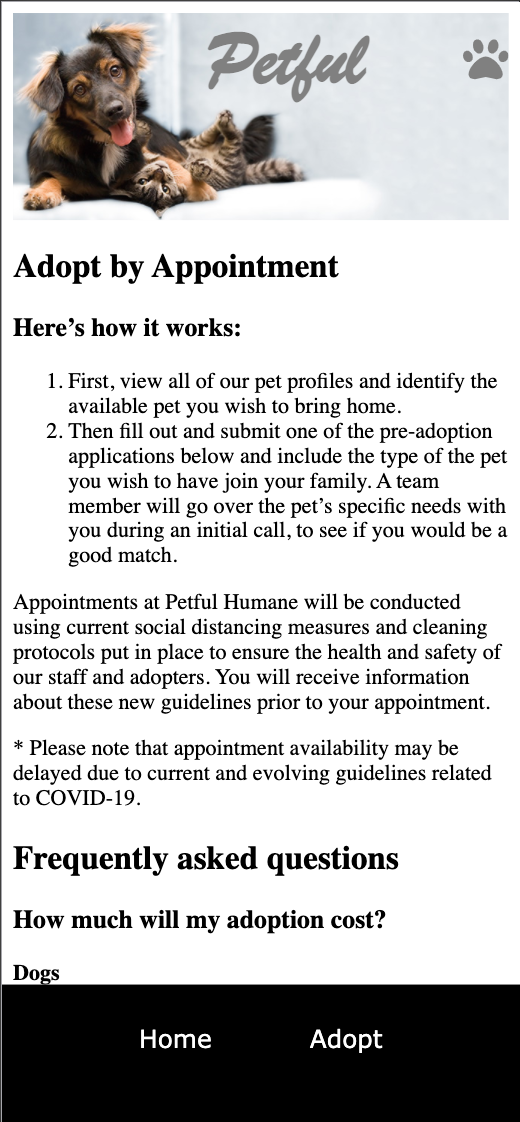 Petful
Adopt by Appointment
Here’s how it works:
1. First, view all of our pet profiles and identify the
available pet you wish to bring home.
2. Then fill out and submit one of the pre-adoption
applications below and include the type of the pet
you wish to have join your family. A team
member will go over the pet’s specific needs with
you during an initial call, to see if you would be a
good match.
Appointments at Petful Humane will be conducted
using current social distancing measures and cleaning
protocols put in place to ensure the health and safety of
our staff and adopters. You will receive information
about these new guidelines prior to your appointment.
* Please note that appointment availability may be
delayed due to current and evolving guidelines related
to COVID-19.
Frequently asked questions
How much will my adoption cost?
Dogs
Home Adopt